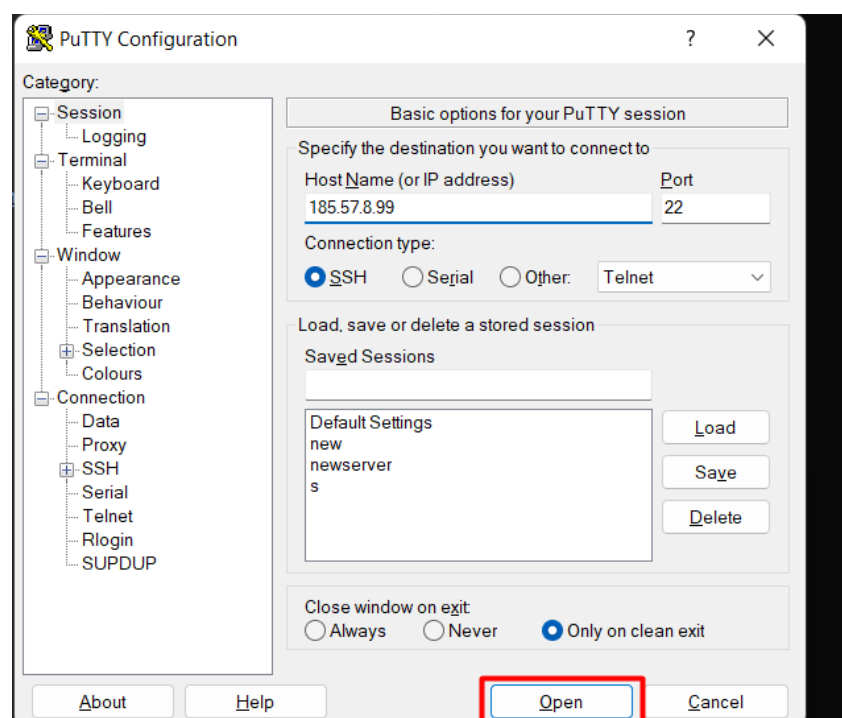 PuTTY Configuration ? ×
Category:
Session
Logging
Terminal
Keyboard
Bell
Features
Window
Appearance
Behaviour
Translation
Selection
Colours
Connection
Data
Proxy
SSH
Serial
Telnet
Rlogin
SUPDUP
Basic options for your PuTTY session
Specify the destination you want to connect to
Host Name (or IP address) Port
185.57.8.99 22
Connection type:
SSH Serial Other: Telnet
Load, save or delete a stored session
Saved Sessions
Default Settings
new
newserver
s
Load
Save
Delete
Close window on exit:
Always Never Only on clean exit
About Help Open Cancel